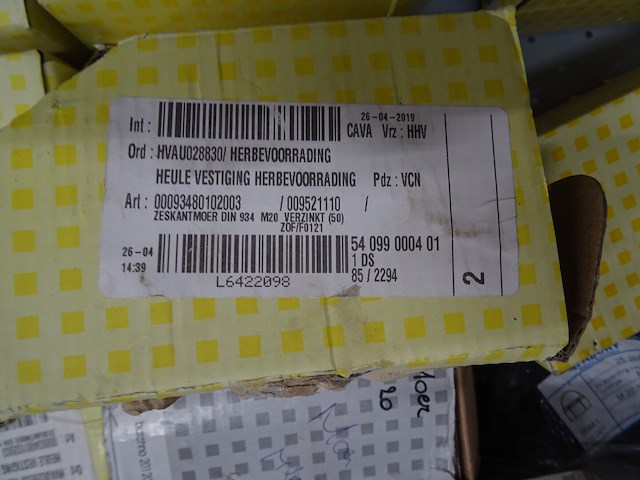 26-04-2019
Int :
CAVA Vrz : HHV
Ord : HVAU028830/ HERBEVOORRADING
HEULE VESTIGING HERBEVOORRADING Pdz : VCN
Art : 00093480102003 /009521110 /
ZESKANTMOER DIN 934 M20 VERZINKT (50)
ZOF/F0121
26-04
14:39
54 099 0004 01
1 DS
85 / 2294
L6422098
2
HEULE VESTIGING